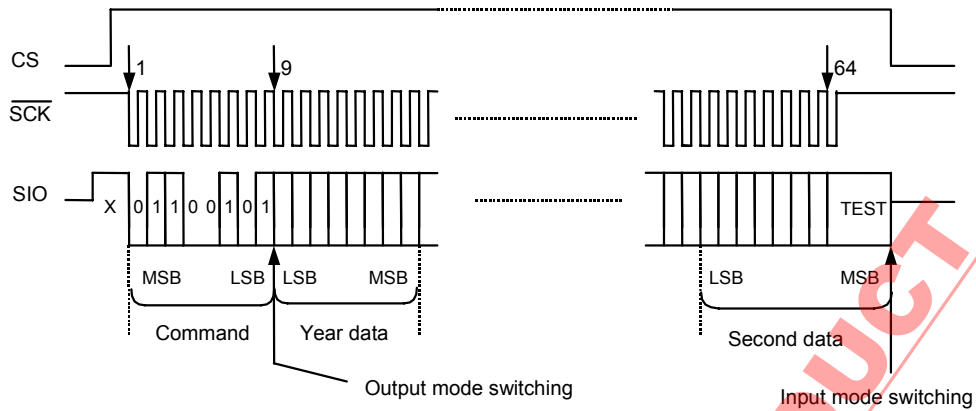 CS
1
9
64
SCK
SIO
X 0 1 1 0 0 1 0 1
TEST
MSB LSB LSB MSB
LSB MSB
Command
Year data
Second data
Output mode switching
Input mode switching